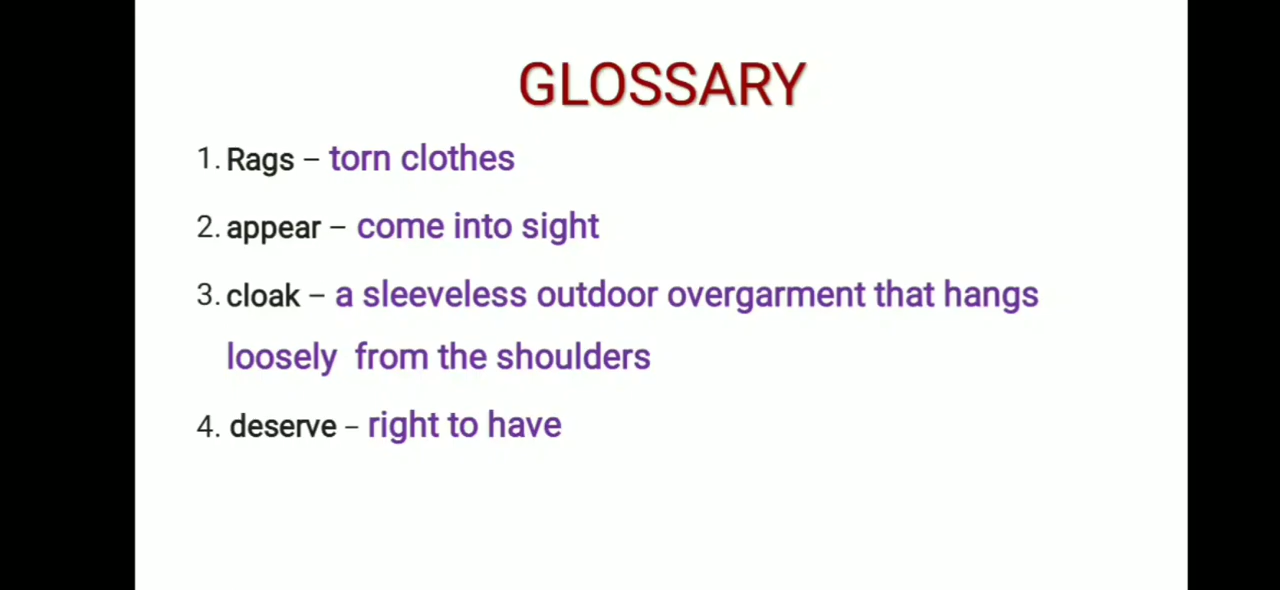 GLOSSARY
1. Rags – torn clothes
2. appear – come into sight
3. cloak – a sleeveless outdoor overgarment that hangs
loosely from the shoulders
4. deserve – right to have